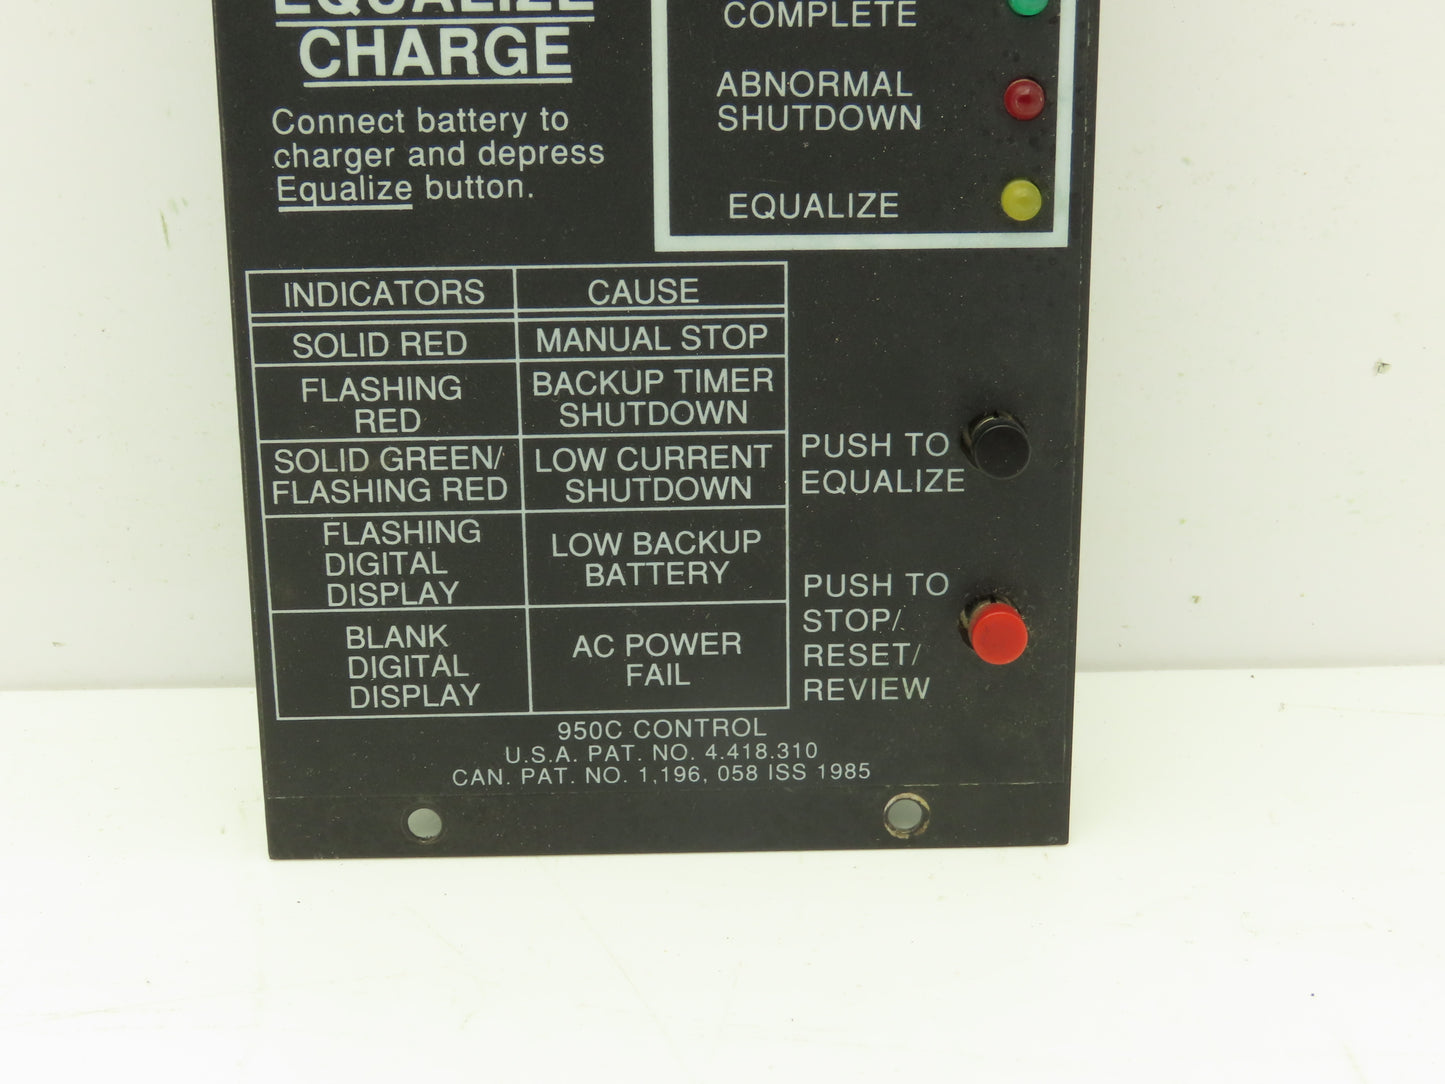 EQUALIZE
CHARGE
Connect battery to
charger and depress
Equalize button.
COMPLETE
ABNORMAL
SHUTDOWN
EQUALIZE
INDICATORS CAUSE
SOLID RED MANUAL STOP
FLASHING
RED
BACKUP TIMER
SHUTDOWN
SOLID GREEN/
FLASHING RED
LOW CURRENT
SHUTDOWN
FLASHING
DIGITAL
DISPLAY
LOW BACKUP
BATTERY
BLANK
DIGITAL
DISPLAY
AC POWER
FAIL
PUSH TO
EQUALIZE
PUSH TO
STOP/
RESET/
REVIEW
950C CONTROL
U.S.A. PAT. NO. 4.418.310
CAN. PAT. NO. 1,196, 058 ISS 1985